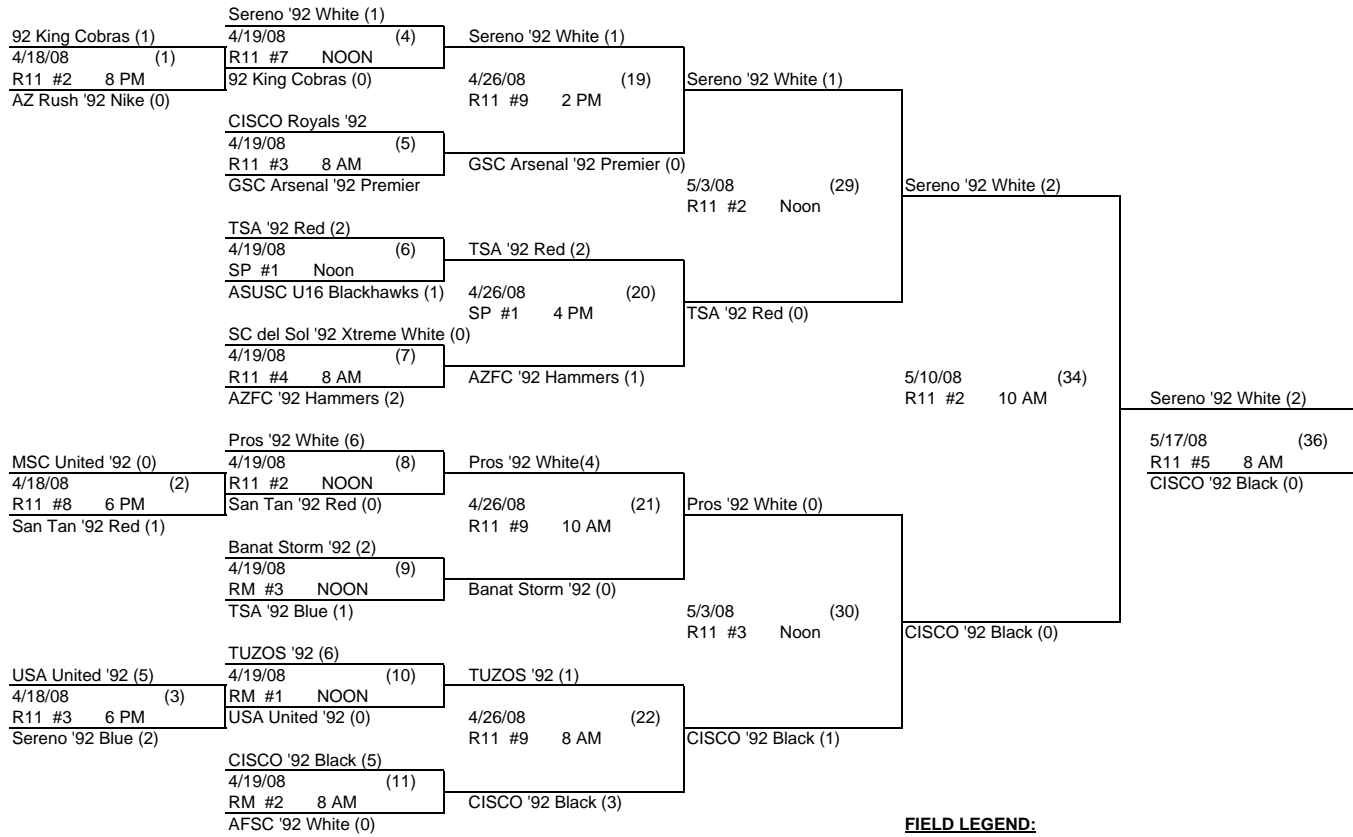 Sereno '92 White (1)
92 King Cobras (1)
4/19/08 (4)
Sereno '92 White (1)
4/18/08 (1)
R11 #7 NOON
R11 #2 8 PM
92 King Cobras (0)
4/26/08 (19)
Sereno '92 White (1)
AZ Rush '92 Nike (0)
R11 #9 2 PM
CISCO Royals '92
4/19/08 (5)
R11 #3 8 AM
GSC Arsenal '92 Premier (0)
GSC Arsenal '92 Premier
5/3/08 (29)
Sereno '92 White (2)
R11 #2 Noon
TSA '92 Red (2)
4/19/08 (6)
TSA '92 Red (2)
SP #1 Noon
ASUSC U16 Blackhawks (1)
4/26/08 (20)
SP #1 4 PM
TSA '92 Red (0)
SC del Sol '92 Xtreme White (0)
4/19/08 (7)
R11 #4 8 AM
AZFC '92 Hammers (1)
5/10/08 (34)
AZFC '92 Hammers (2)
R11 #2 10 AM
Sereno '92 White (2)
Pros '92 White (6)
5/17/08 (36)
MSC United '92 (0)
4/19/08 (8)
Pros '92 White(4)
R11 #5 8 AM
4/18/08 (2)
R11 #2 NOON
CISCO '92 Black (0)
R11 #8 6 PM
San Tan '92 Red (0)
4/26/08 (21)
Pros '92 White (0)
San Tan '92 Red (1)
R11 #9 10 AM
Banat Storm '92 (2)
4/19/08 (9)
RM #3 NOON
Banat Storm '92 (0)
TSA '92 Blue (1)
5/3/08 (30)
R11 #3 Noon
CISCO '92 Black (0)
TUZOS '92 (6)
USA United '92 (5)
4/19/08 (10)
TUZOS '92 (1)
4/18/08 (3)
RM #1 NOON
R11 #3 6 PM
USA United '92 (0)
4/26/08 (22)
Sereno '92 Blue (2)
R11 #9 8 AM
CISCO '92 Black (1)
CISCO '92 Black (5)
4/19/08 (11)
RM #2 8 AM
CISCO '92 Black (3)
AFSC '92 White (0)
FIELD LEGEND: